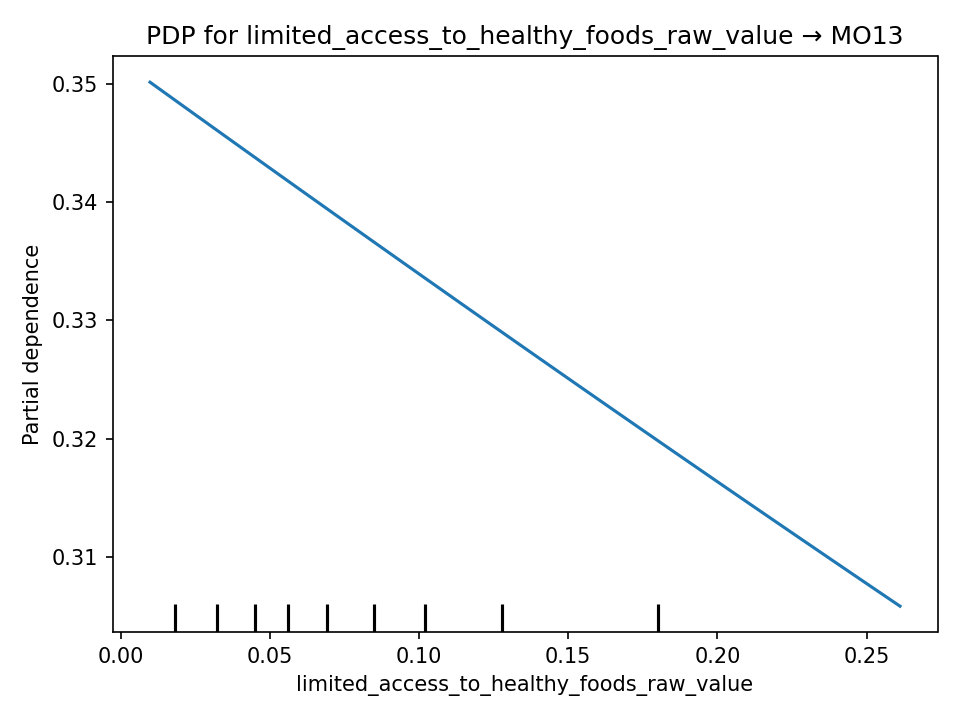 PDP for limited_access_to_healthy_foods_raw_value → MO13
Partial dependence
0.35
0.34
0.33
0.32
0.31
0.00 0.05 0.10 0.15 0.20 0.25
limited_access_to_healthy_foods_raw_value